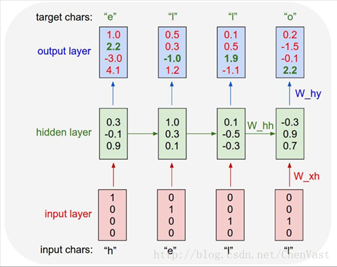 target chars: "e" "l" "l" "o"
output layer
1.0 0.5 0.1 0.2
2.2 0.3 0.5 -1.5
-3.0 -1.0 1.9 -0.1
4.1 1.2 -1.1 2.2
W_hy
hidden layer
0.3 1.0 0.1 -0.3
-0.1 0.3 -0.5 0.9
0.9 0.1 -0.3 0.7
W_hh
W_xh
input layer
1 0 0 0
0 1 0 0
0 0 1 1
0 0 0 0
input chars: "h" "e" "l" "l"
http://blog.csdn.net/ChenVast